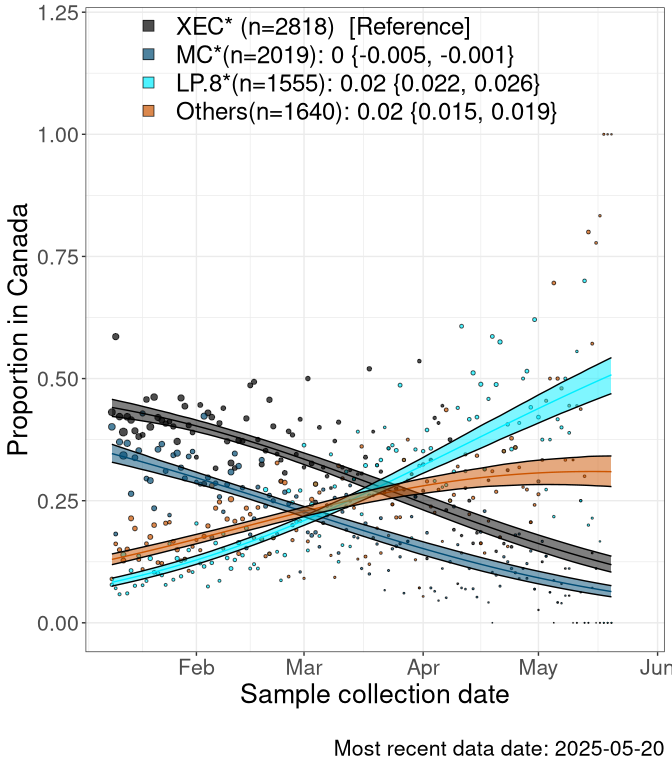 1.25
XEC* (n=2818) [Reference]
MC*(n=2019): 0 {-0.005, -0.001}
LP.8*(n=1555): 0.02 {0.022, 0.026}
Others(n=1640): 0.02 {0.015, 0.019}
1.00
0.75
0.50
0.25
0.00
Proportion in Canada
Feb Mar Apr May Jun
Sample collection date
Most recent data date: 2025-05-20